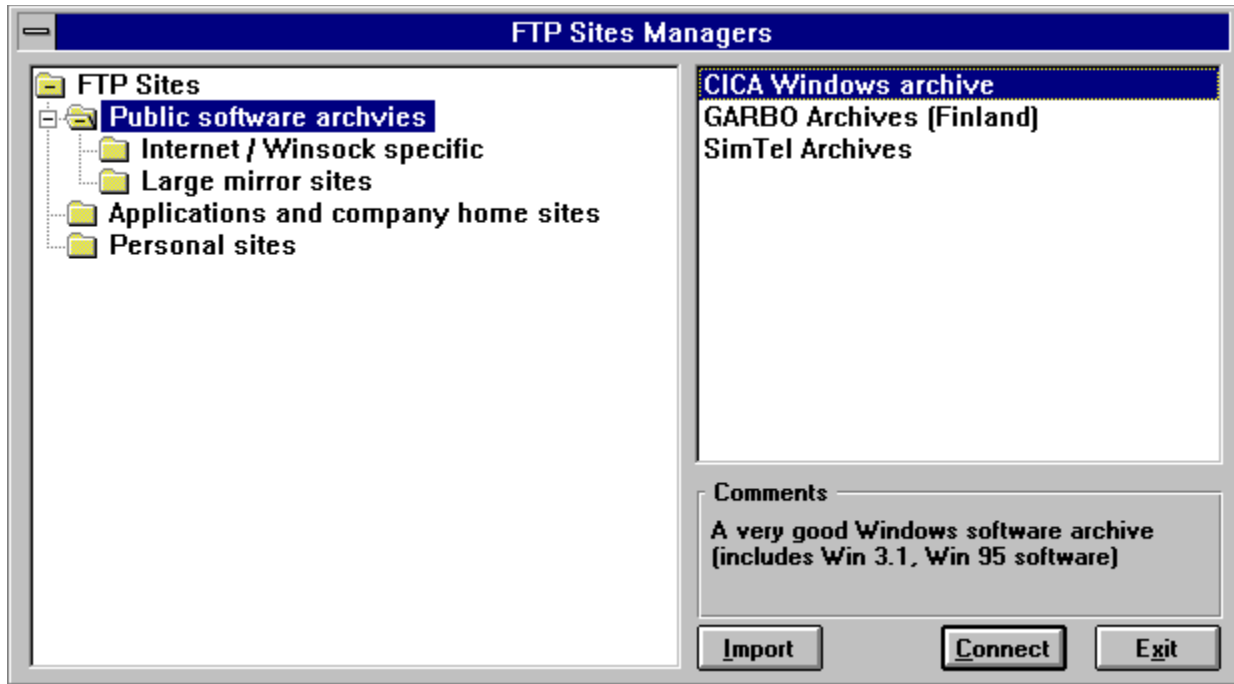 FTP Sites Managers
FTP Sites
Public software archvies
Internet / Winsock specific
Large mirror sites
Applications and company home sites
Personal sites
CICA Windows archive
GARBO Archives (Finland)
SimTel Archives
Comments
A very good Windows software archive
(includes Win 3.1, Win 95 software)
Import
Connect
Exit